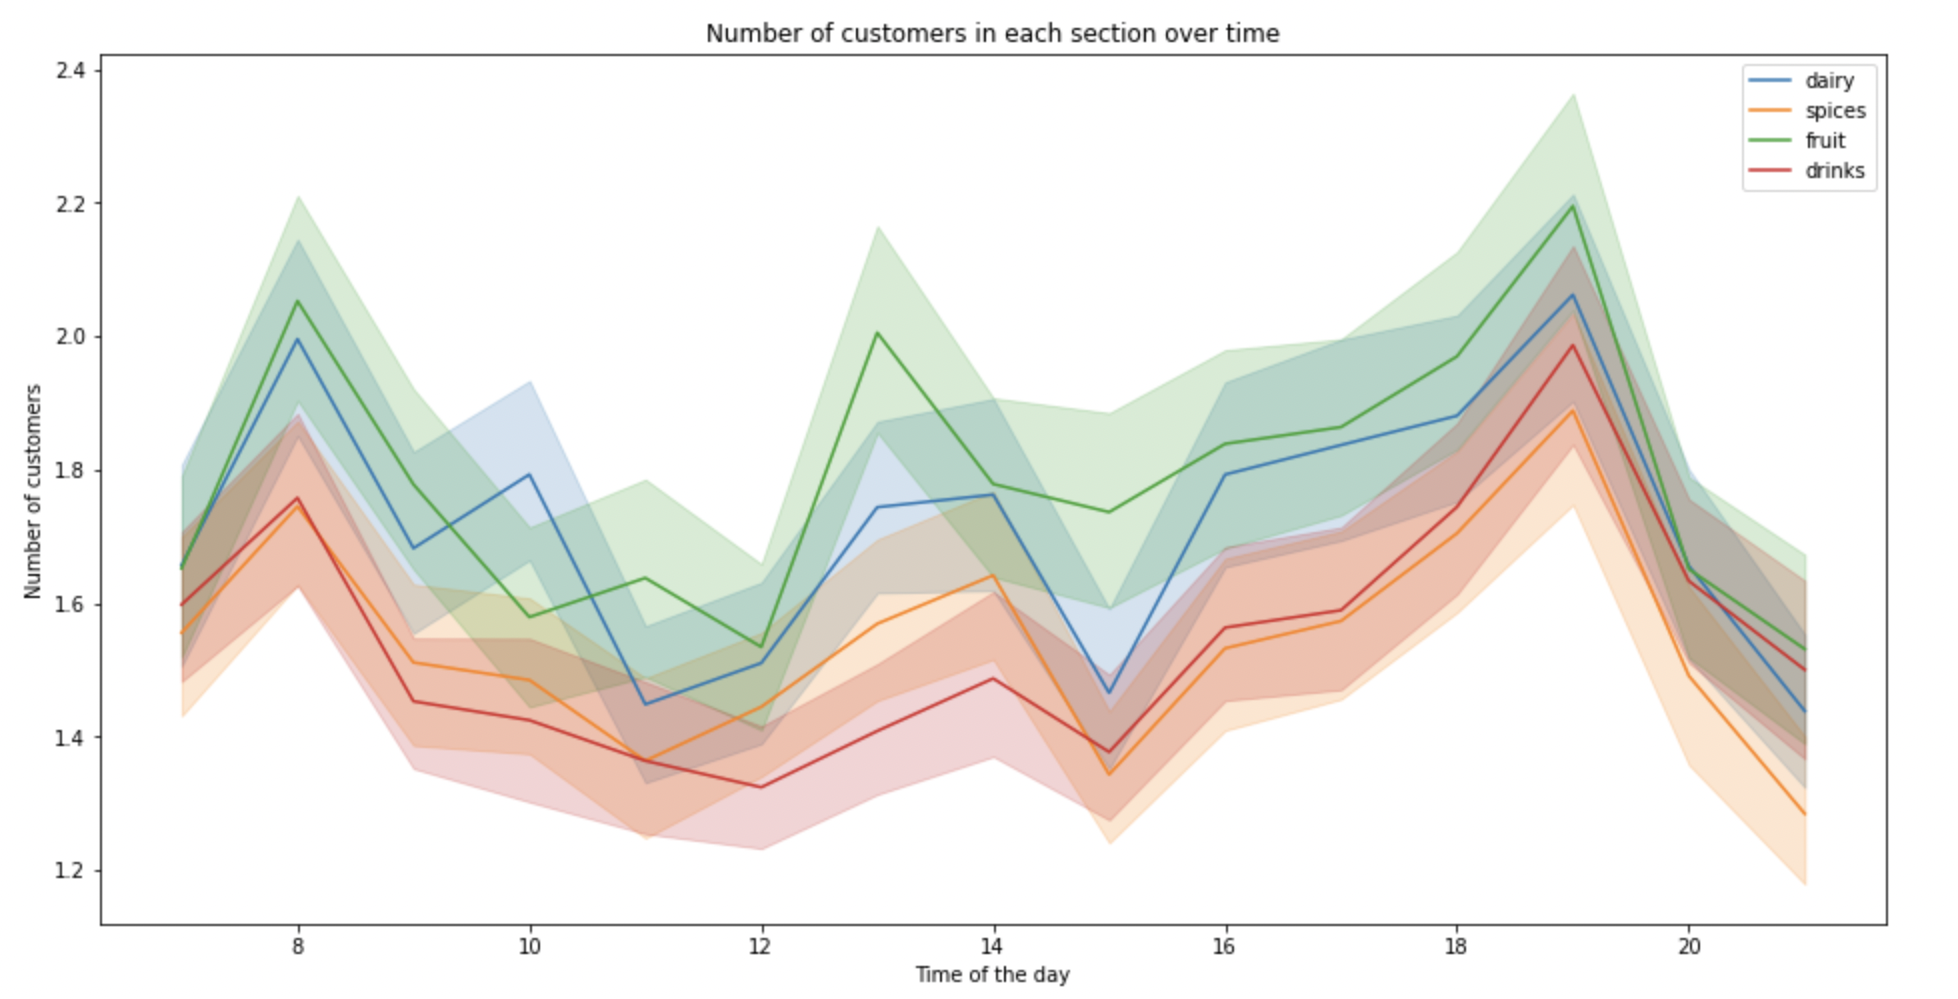 Number of customers in each section over time
dairy
spices
fruit
drinks
Number of customers
2.4
2.2
2.0
1.8
1.6
1.4
1.2
8 10 12 14 16 18 20
Time of the day